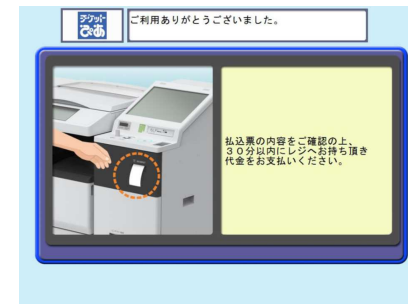 チケット
ぴあ
ご利用ありがとうございました。
払込票の内容をご確認の上、
３０分以内にレジへお持ち頂き
代金をお支払いください。